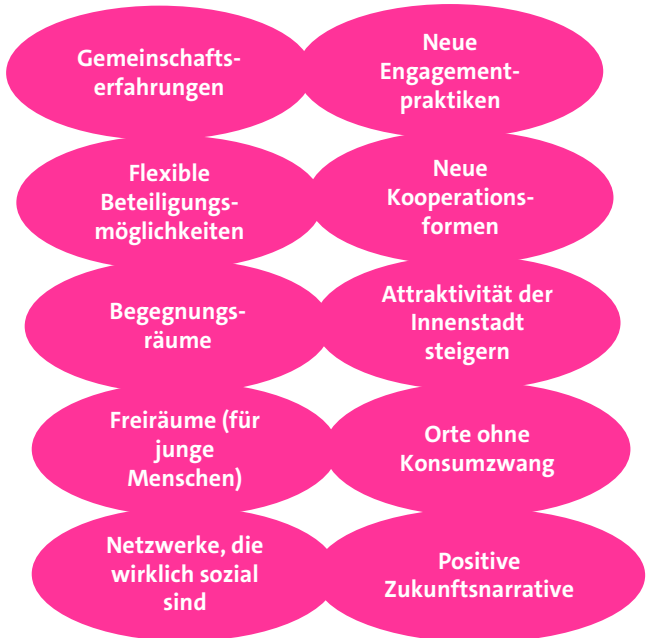 Gemeinschafts-
erfahrungen
Neue
Engagement-
praktiken
Flexible
Beteiligungs-
möglichkeiten
Neue
Kooperations-
formen
Begegnungs-
räume
Attraktivität der
Innenstadt
steigern
Freiräume (für
junge
Menschen)
Orte ohne
Konsumzwang
Netzwerke, die
wirklich sozial
sind
Positive
Zukunftsnarrative